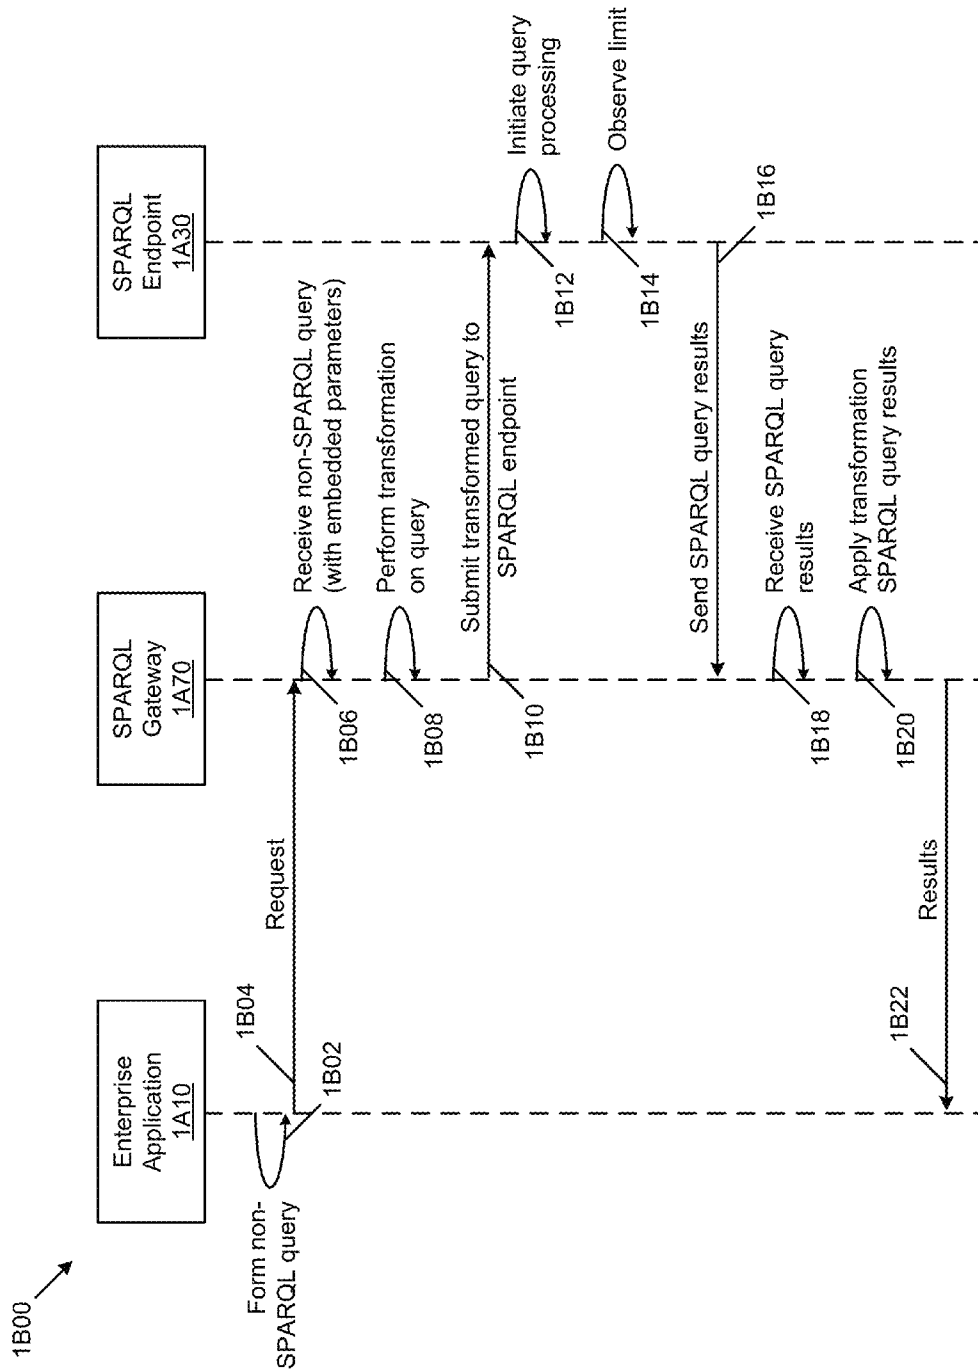 1B00
Enterprise
Application
1A10
SPARQL
Gateway
1A70
SPARQL
Endpoint
1A30
Form non-
SPARQL query
1B02
1B04
Request
1B06
Receive non-SPARQL query
(with embedded parameters)
1B08
Perform transformation
on query
1B10
Submit transformed query to
SPARQL endpoint
1B12
Initiate query
processing
1B14
Observe limit
Send SPARQL query results
1B16
1B18
Receive SPARQL query
results
1B20
Apply transformation
SPARQL query results
1B22
Results